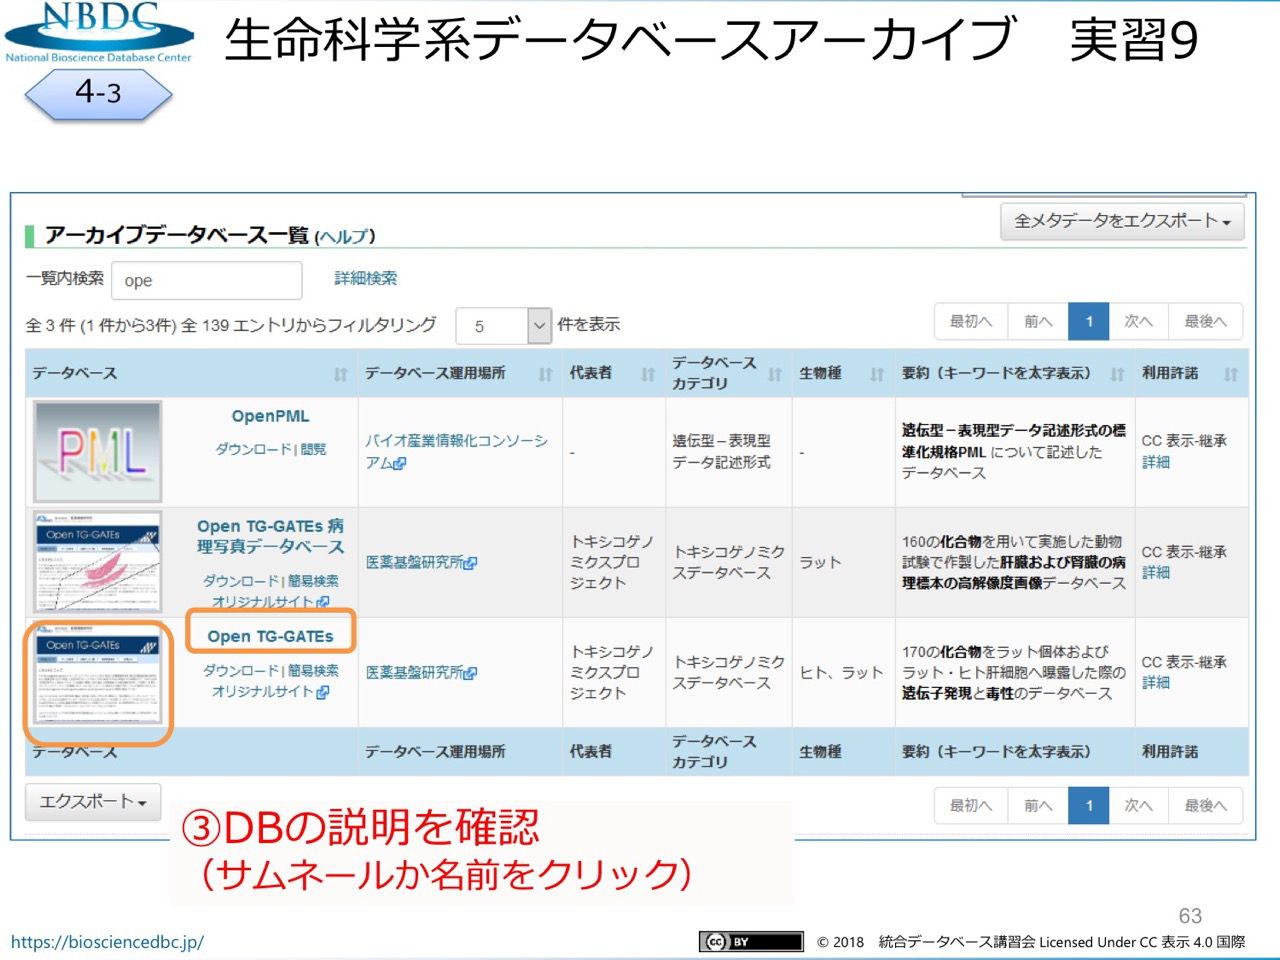 NBDC
National Bioscience Database Center
生命科学系データベースアーカイブ　実習9
4-3
アーカイブデータベース一覧 (ヘルプ)
全メタデータをエクスポート
一覧内検索 ope 詳細検索
全 3 件 (1 件から3件) 全 139 エントリからフィルタリング 5 件を表示
最初へ 前へ 1 次へ 最後へ
データベース データベース運用場所 代表者 データベース
カテゴリ 生物種 要約（キーワードを太字表示） 利用許諾
PML
OpenPML
ダウンロード | 閲覧
バイオ産業情報化コンソーシ
アム
-
遺伝型－表現型
データ記述形式
-
遺伝型－表現型データ記述形式の標
準化規格PML について記述した
データベース
CC 表示-継承
詳細
Open TG-GATEs
Open TG-GATEs 病
理写真データベース
ダウンロード | 簡易検索
オリジナルサイト
医薬基盤研究所
トキシコゲノ
ミクスプロ
ジェクト
トキシコゲノミク
スデータベース
ラット
160の化合物を用いて実施した動物
試験で作製した肝臓および腎臓の病
理標本の高解像度画像データベース
CC 表示-継承
詳細
Open TG-GATEs
Open TG-GATEs
ダウンロード | 簡易検索
オリジナルサイト
医薬基盤研究所
トキシコゲノ
ミクスプロ
ジェクト
トキシコゲノミク
スデータベース
ヒト、ラット
170の化合物をラット個体および
ラット・ヒト肝細胞へ曝露した際の
遺伝子発現と毒性のデータベース
CC 表示-継承
詳細
データベース データベース運用場所 代表者 データベース
カテゴリ 生物種 要約（キーワードを太字表示） 利用許諾
エクスポート
最初へ 前へ 1 次へ 最後へ
③DBの説明を確認
（サムネールか名前をクリック）
63
https://biosciencedbc.jp/
cc BY
© 2018　統合データベース講習会 Licensed Under CC 表示 4.0 国際